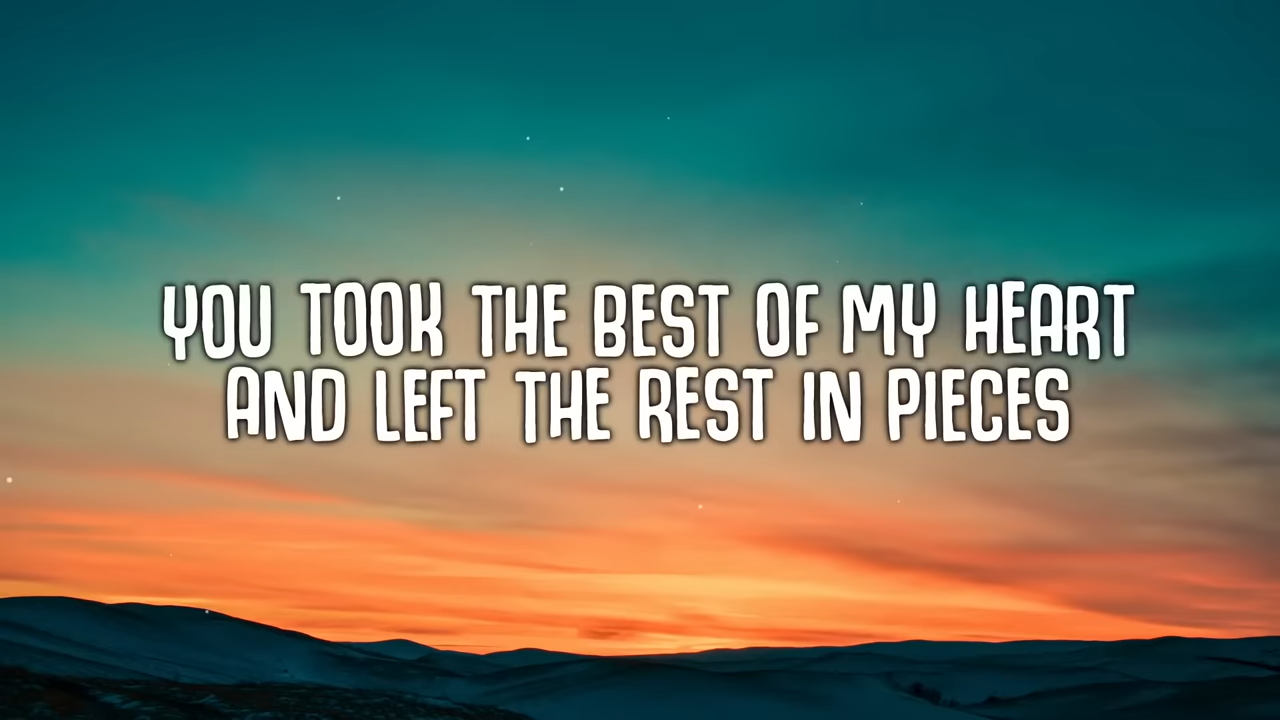 YOU TOOK THE BEST OF MY HEART
AND LEFT THE REST IN PIECES